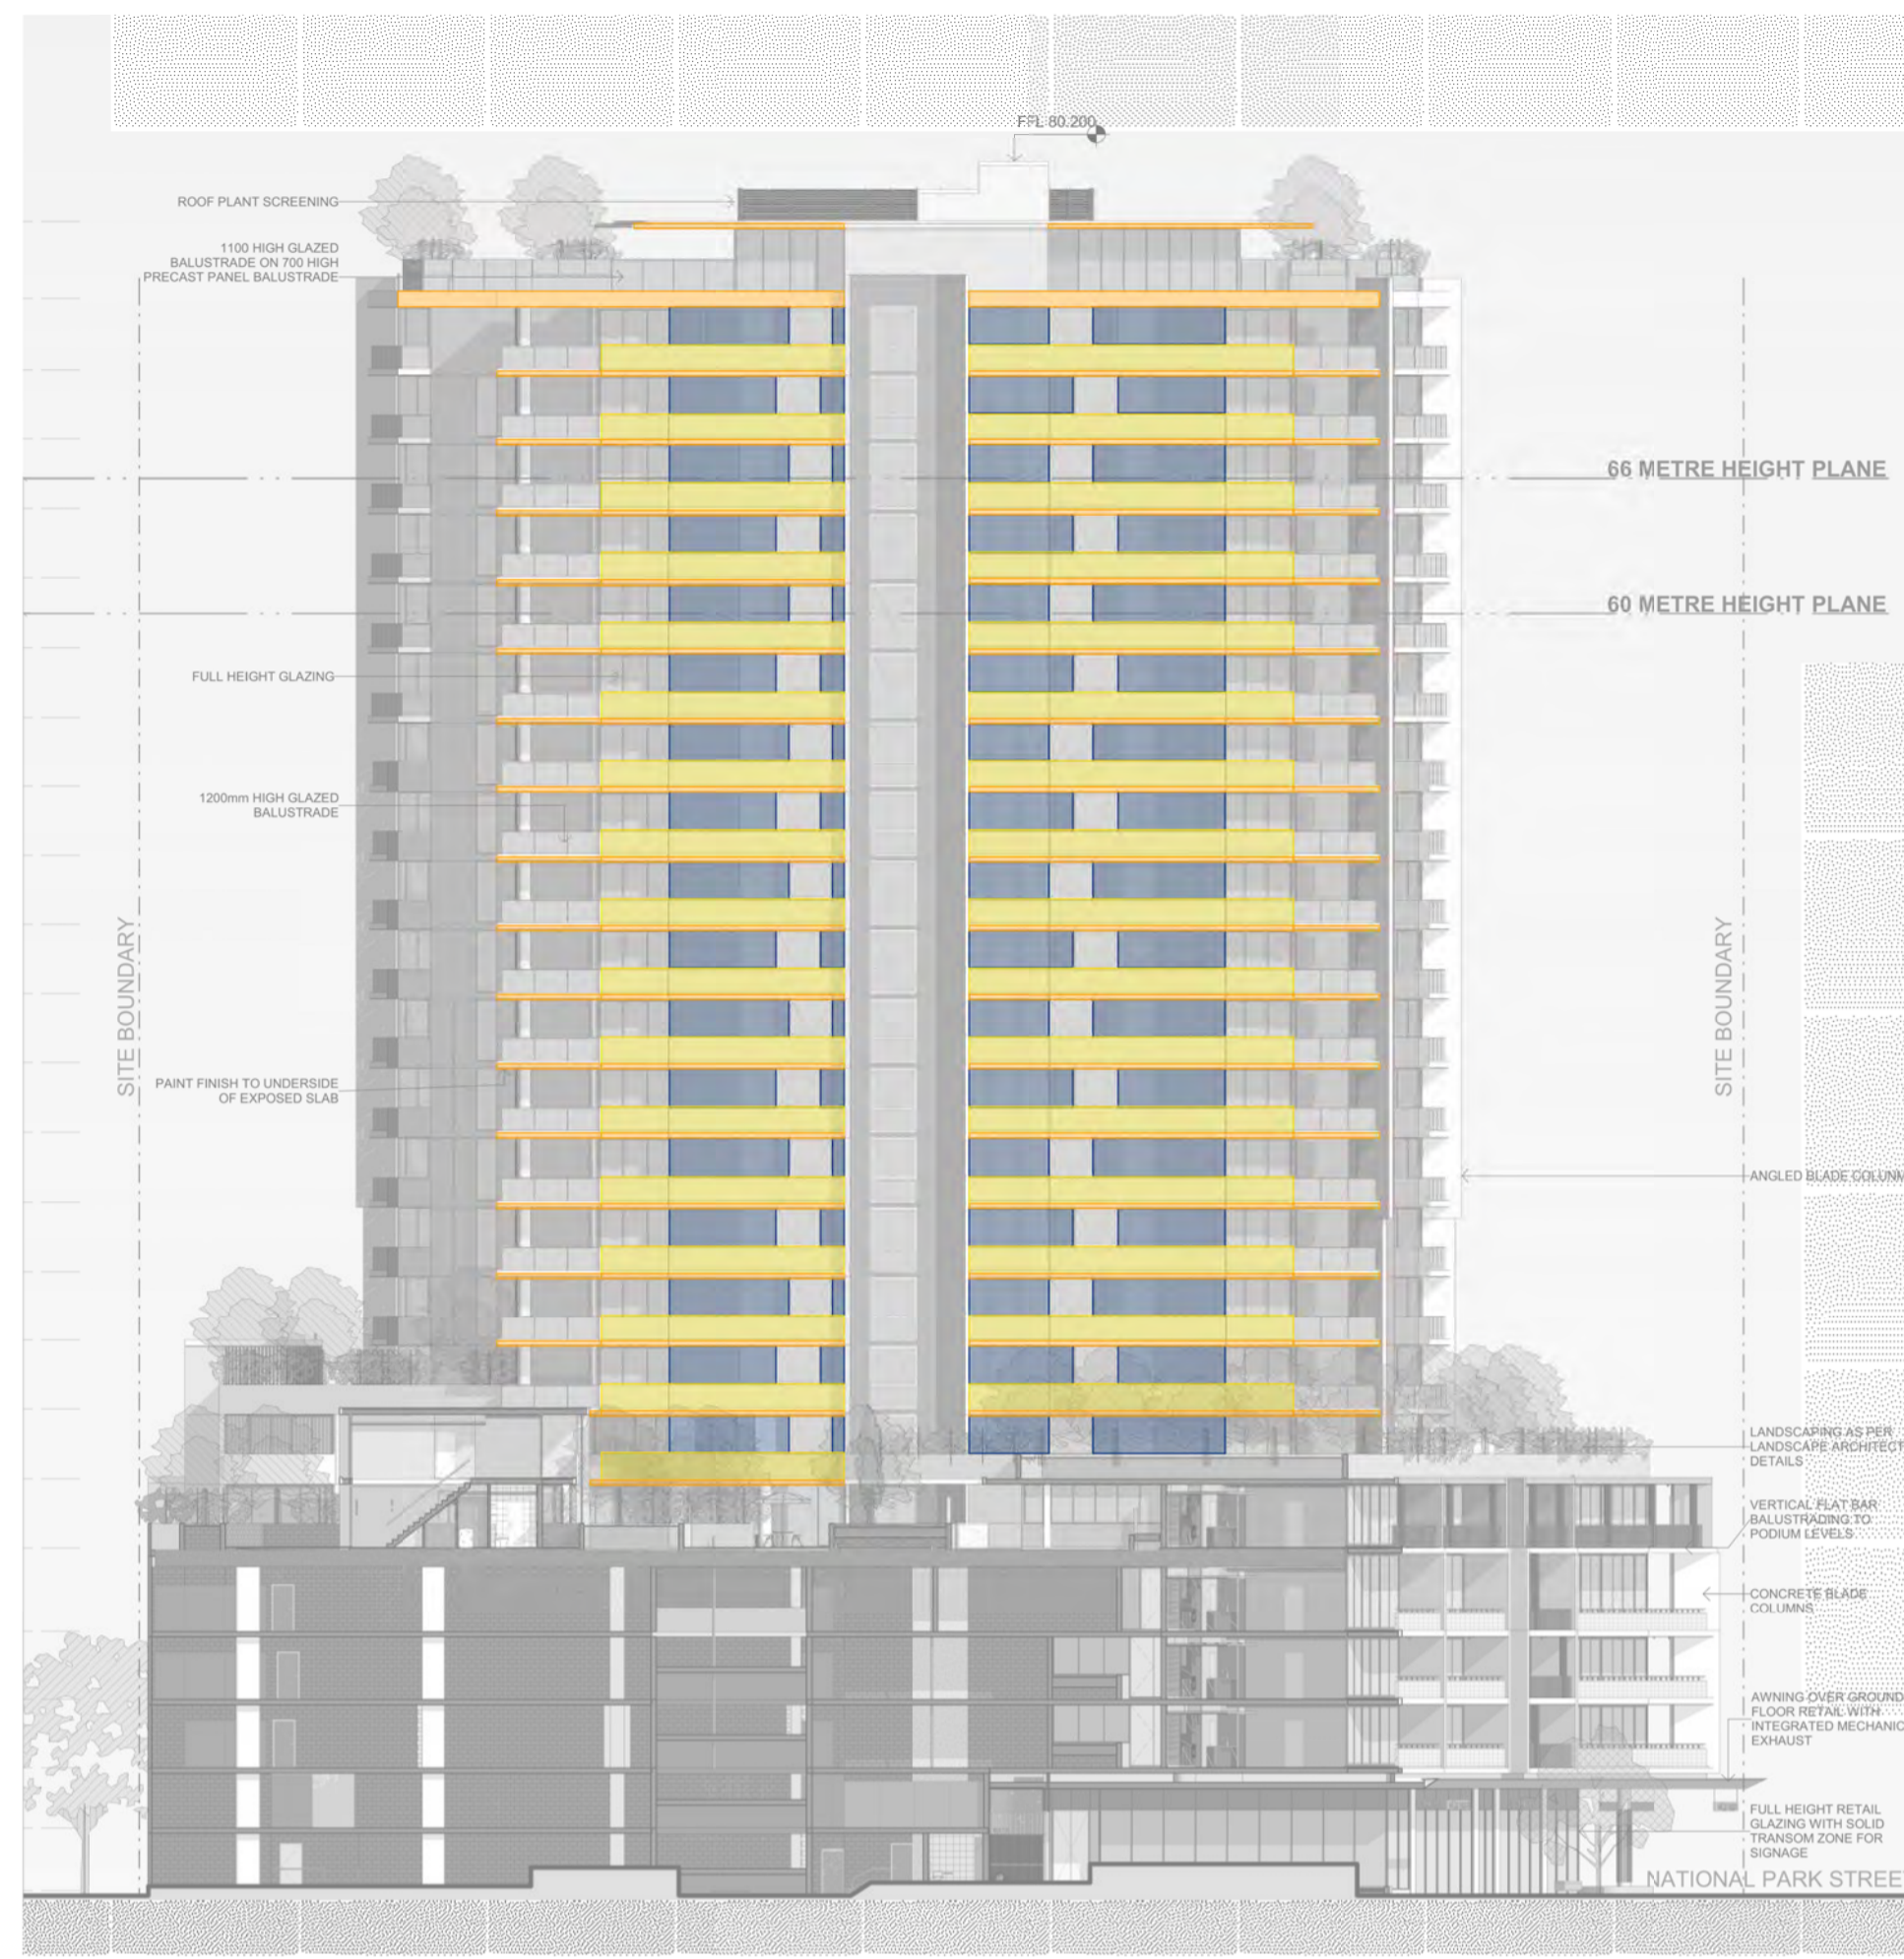 FFL 80.200
ROOF PLANT SCREENING
1100 HIGH GLAZED
BALUSTRADE ON 700 HIGH
PRECAST PANEL BALUSTRADE
66 METRE HEIGHT PLANE
60 METRE HEIGHT PLANE
FULL HEIGHT GLAZING
1200mm HIGH GLAZED
BALUSTRADE
SITE BOUNDARY
SITE BOUNDARY
PAINT FINISH TO UNDERSIDE
OF EXPOSED SLAB
ANGLED BLADE COLUNM
LANDSCAPING AS PER
LANDSCAPE ARCHITECT
DETAILS
VERTICAL FLAT BAR
BALUSTRADING TO
PODIUM LEVELS
CONCRETE BLADE
COLUMNS
AWNING OVER GROUND
FLOOR RETAIL WITH
INTEGRATED MECHANIC
EXHAUST
FULL HEIGHT RETAIL
GLAZING WITH SOLID
TRANSOM ZONE FOR
SIGNAGE
NATIONAL PARK STREE